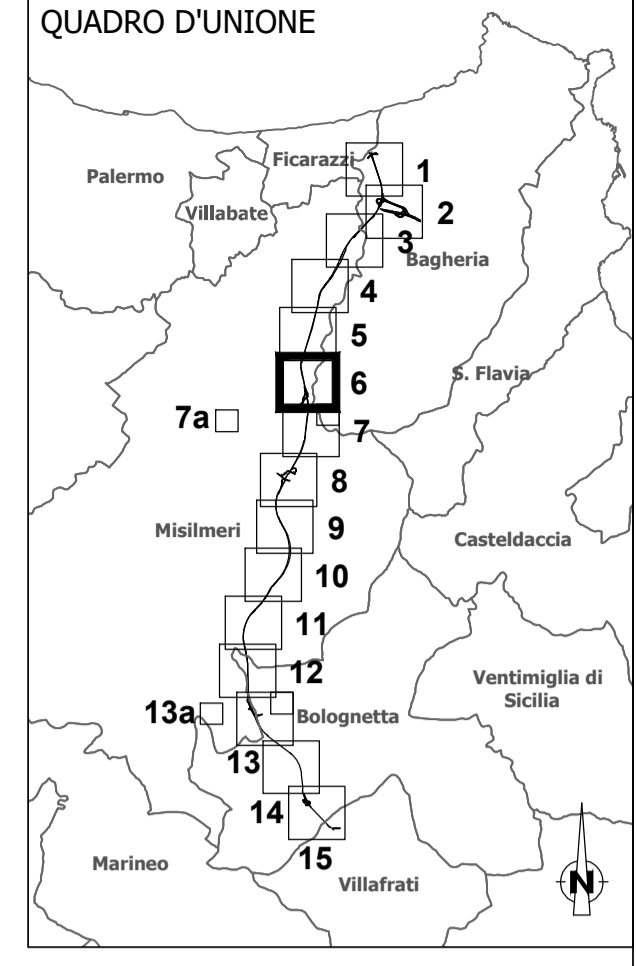 QUADRO D'UNIONE
Ficarazzi
1
Palermo
Villabate
2
3
Bagheria
4
5
S. Flavia
6
7a
7
8
Misilmeri
9
Casteldaccia
10
11
12
Ventimiglia di
Sicilia
13a
Bolognetta
13
14
15
Marineo
Villafrati
N